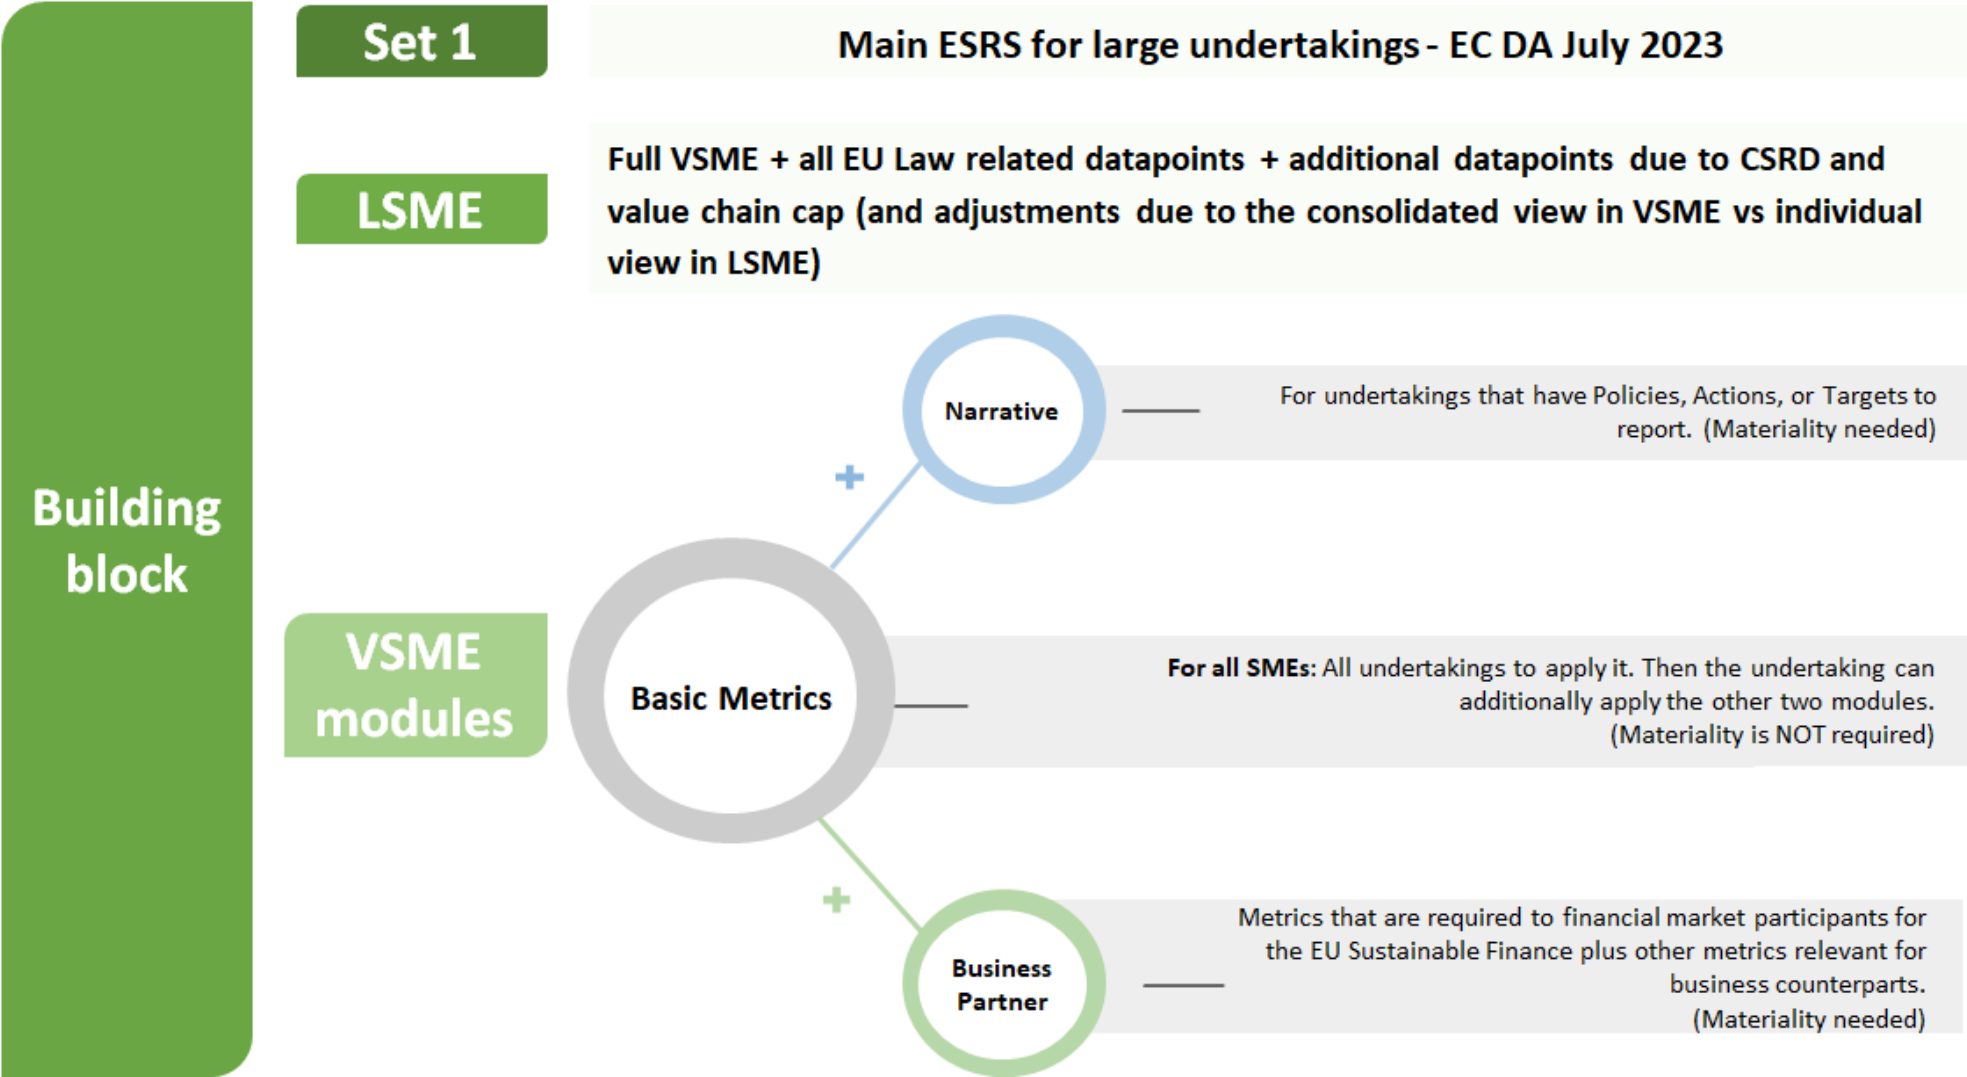 Building
block
Set 1
Main ESRS for large undertakings - EC DA July 2023
LSME
Full VSME + all EU Law related datapoints + additional datapoints due to CSRD and
value chain cap (and adjustments due to the consolidated view in VSME vs individual
view in LSME)
VSME
modules
Narrative
For undertakings that have Policies, Actions, or Targets to
report. (Materiality needed)
+
Basic Metrics
For all SMEs: All undertakings to apply it. Then the undertaking can
additionally apply the other two modules.
(Materiality is NOT required)
+
Business
Partner
Metrics that are required to financial market participants for
the EU Sustainable Finance plus other metrics relevant for
business counterparts.
(Materiality needed)